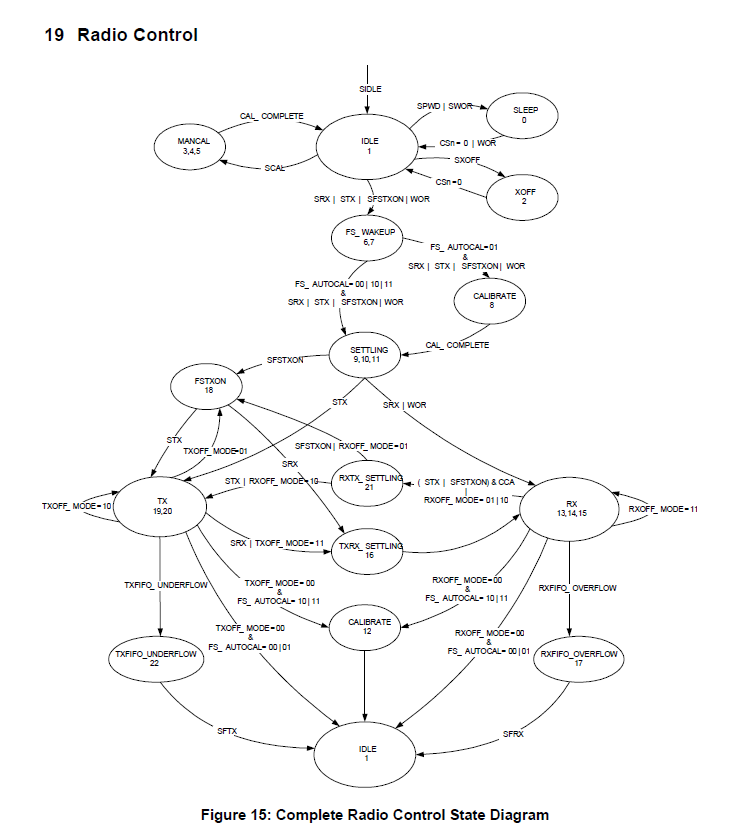 19 Radio Control
SIDLE
SPWD | SWOR
SLEEP
0
CAL_ COMPLETE
MANCAL
3,4,5
IDLE
1
CSn = 0 | WOR
SXOFF
SCAL
CSn = 0
XOFF
2
SRX | STX | SFSTXON | WOR
FS_ WAKEUP
6,7
FS_ AUTOCAL = 01
&
SRX | STX | SFSTXON | WOR
FS_ AUTOCAL = 00 | 10 | 11
&
SRX | STX | SFSTXON | WOR
CALIBRATE
8
CAL_ COMPLETE
SETTLING
9,10,11
SFSTXON
FSTXON
18
STX
SRX | WOR
STX
TXOFF_ MODE=01
SFSTXON | RXOFF_ MODE = 01
SRX
STX | RXOFF_ MODE = 10
RXTX_ SETTLING
21
( STX | SFSTXON) & CCA
|
RXOFF_ MODE = 01 | 10
TXOFF_ MODE = 10
TX
19,20
RX
13,14,15
RXOFF_ MODE = 11
SRX | TXOFF_ MODE = 11
TXRX_ SETTLING
16
TXFIFO_ UNDERFLOW
TXOFF_ MODE = 00
&
FS_ AUTOCAL = 10 | 11
RXOFF_ MODE = 00
&
FS_ AUTOCAL = 10 | 11
RXFIFO_ OVERFLOW
CALIBRATE
12
TXOFF_ MODE = 00
&
FS_ AUTOCAL = 00 | 01
RXOFF_ MODE = 00
&
FS_ AUTOCAL = 00 | 01
TXFIFO_ UNDERFLOW
22
RXFIFO_ OVERFLOW
17
SFTX
SFRX
IDLE
1
Figure 15: Complete Radio Control State Diagram